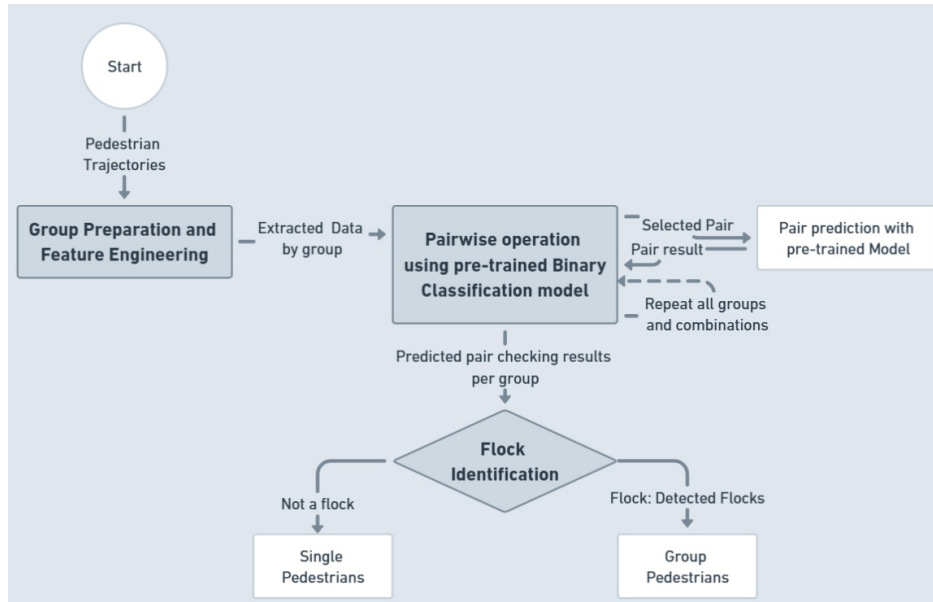 Start
Pedestrian
Trajectories
Group Preparation and
Feature Engineering
Extracted Data
by group
Pairwise operation
using pre-trained Binary
Classification model
Selected Pair
Pair result
Pair prediction with
pre-trained Model
Repeat all groups
and combinations
Predicted pair checking results
per group
Flock
Identification
Not a flock
Flock: Detected Flocks
Single
Pedestrians
Group
Pedestrians